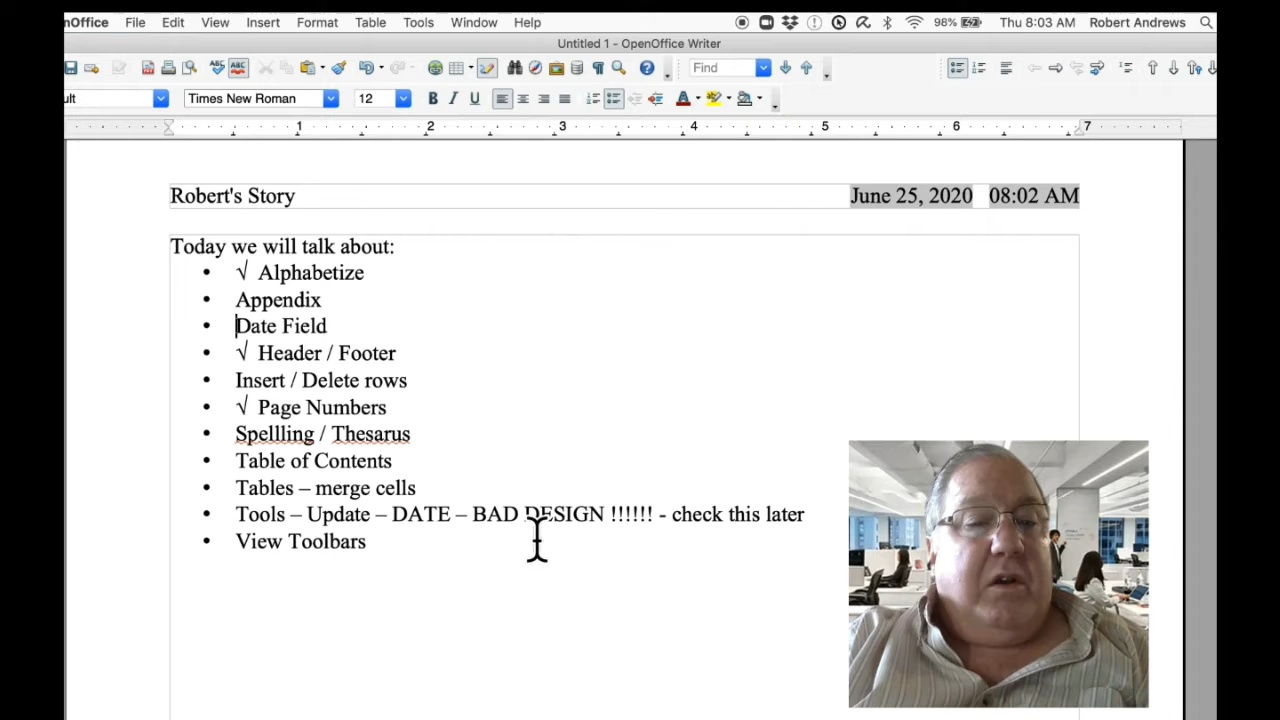 nOffice File Edit View Insert Format Table Tools Window Help 98% Thu 8:03 AM Robert Andrews
Untitled 1 - OpenOffice Writer
Find
ult Times New Roman 12 B I U A
1 2 3 4 5 6 7
Robert's Story June 25, 2020 08:02 AM
Today we will talk about:
• √ Alphabetize
• Appendix
• Date Field
• √ Header / Footer
• Insert / Delete rows
• √ Page Numbers
• Spellling / Thesarus
• Table of Contents
• Tables – merge cells
• Tools – Update – DATE – BAD DESIGN !!!!!! - check this later
• View Toolbars